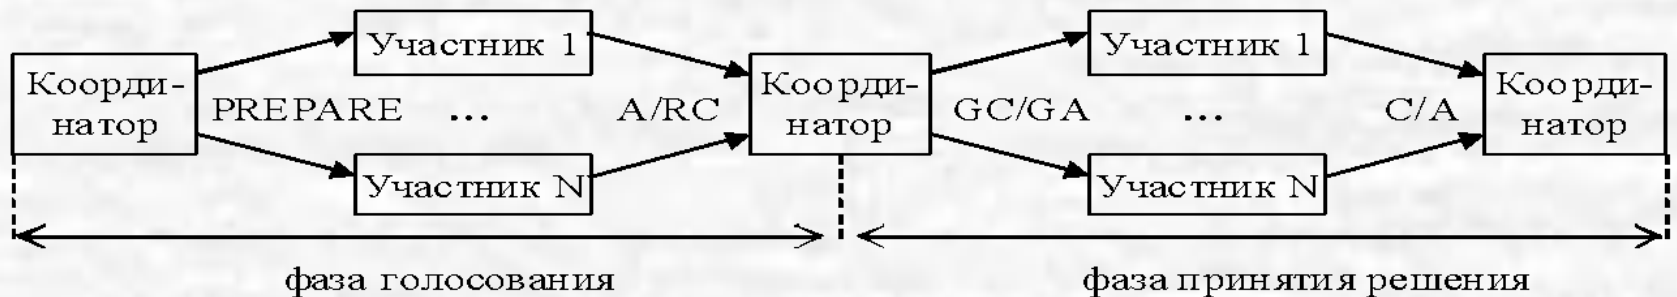 Участник 1
Коорди-
натор
PREPARE ... A/RC
Участник N
Коорди-
натор
Участник 1
GC/GA ... C/A
Участник N
Коорди-
натор
фаза голосования
фаза принятия решения